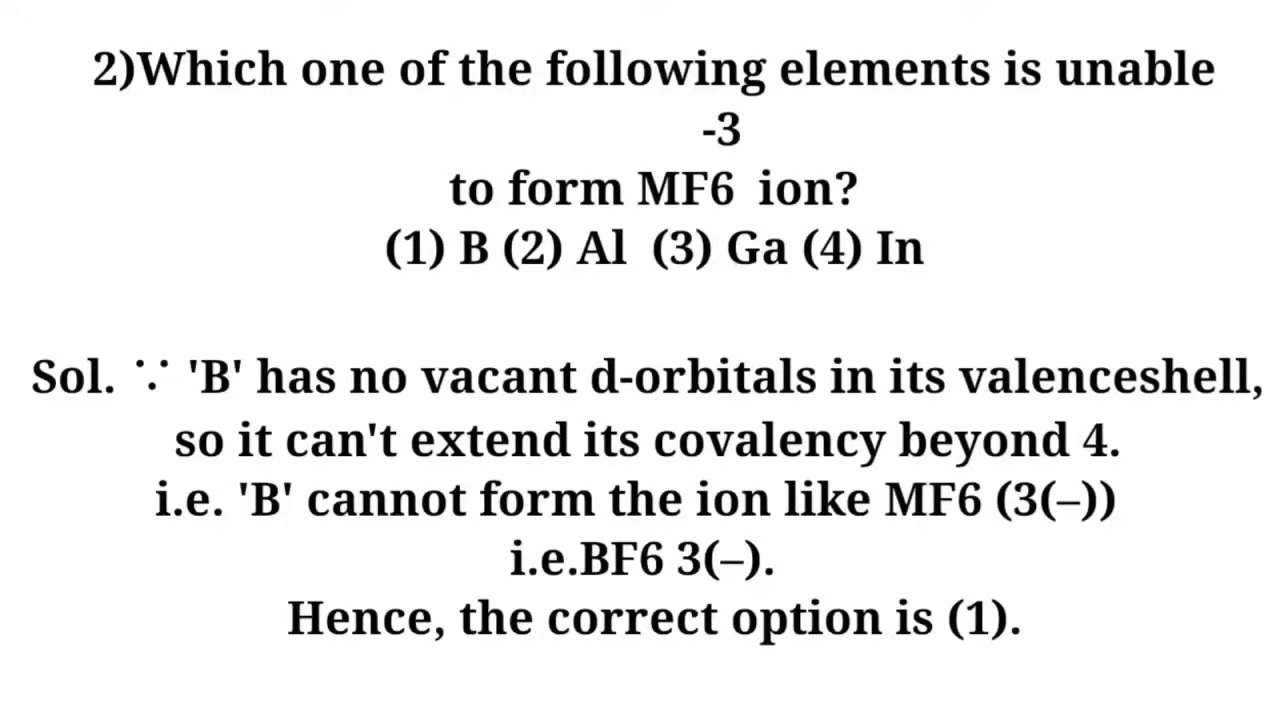 2)Which one of the following elements is unable
-3
to form MF6 ion?
(1) B (2) Al (3) Ga (4) In
Sol. ∵ 'B' has no vacant d-orbitals in its valenceshell,
so it can't extend its covalency beyond 4.
i.e. 'B' cannot form the ion like MF6 (3(–))
i.e.BF6 3(–).
Hence, the correct option is (1).